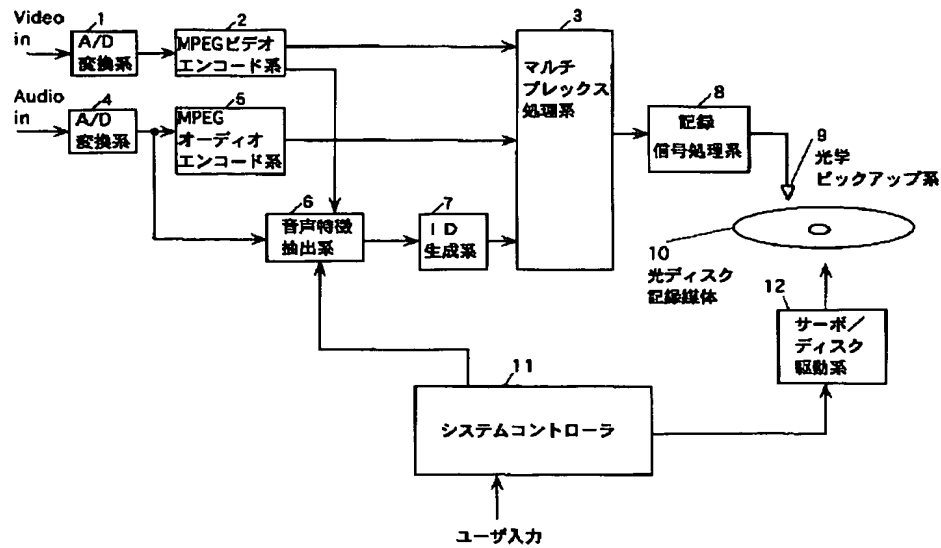 Video
in
1
A/D
変換系
2
MPEGビデオ
エンコード系
3
マルチ
プレックス
処理系
Audio
in
4
A/D
変換系
5
MPEG
オーディオ
エンコード系
6
音声特徴
抽出系
7
ID
生成系
8
記録
信号処理系
9
光学
ピックアップ系
10
光ディスク
記録媒体
12
サーボ/
ディスク
駆動系
11
システムコントローラ
ユーザ入力